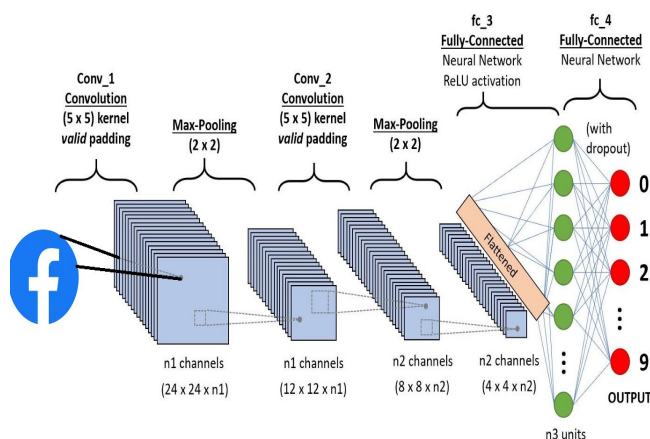 Conv_1
Convolution
(5 x 5) kernel
valid padding
Max-Pooling
(2 x 2)
Conv_2
Convolution
(5 x 5) kernel
valid padding
Max-Pooling
(2 x 2)
fc_3
Fully-Connected
Neural Network
ReLU activation
fc_4
Fully-Connected
Neural Network
(with
dropout)
f
Flattened
0
1
2
9
OUTPUT
n1 channels
(24 x 24 x n1)
n1 channels
(12 x 12 x n1)
n2 channels
(8 x 8 x n2)
n2 channels
(4 x 4 x n2)
n3 units